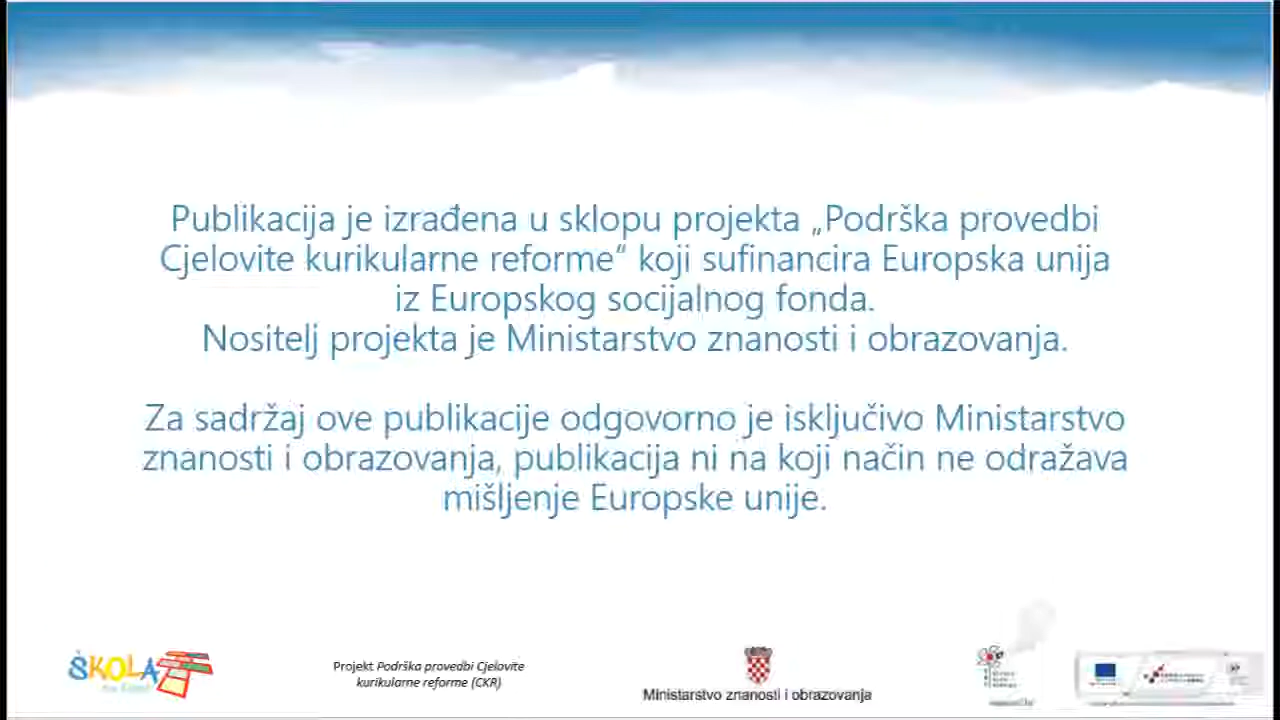 Publikacija je izrađena u sklopu projekta „Podrška provedbi
Cjelovite kurikularne reforme“ koji sufinancira Europska unija
iz Europskog socijalnog fonda.
Nositelj projekta je Ministarstvo znanosti i obrazovanja.
Za sadržaj ove publikacije odgovorno je isključivo Ministarstvo
znanosti i obrazovanja, publikacija ni na koji način ne odražava
mišljenje Europske unije.
ŠKOLA
Projekt Podrška provedbi Cjelovite
kurikularne reforme (CKR)
Ministarstvo znanosti i obrazovanja